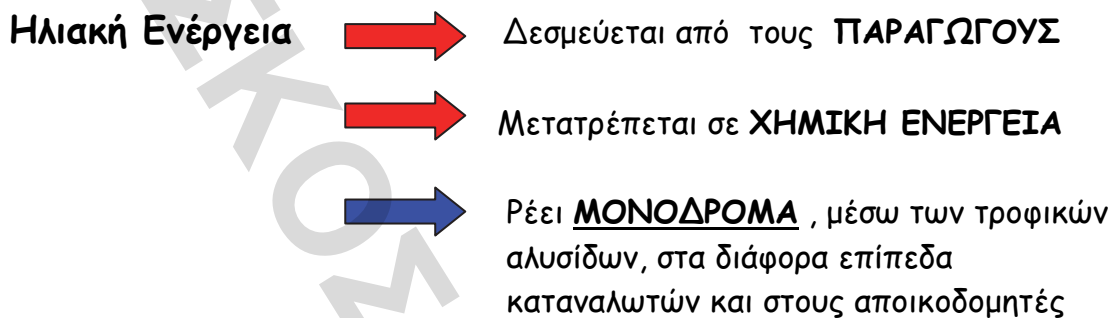 Ηλιακή Ενέργεια Δεσμεύεται από τους ΠΑΡΑΓΩΓΟΥΣ
Μετατρέπεται σε ΧΗΜΙΚΗ ΕΝΕΡΓΕΙΑ
Ρέει ΜΟΝΟΔΡΟΜΑ , μέσω των τροφικών
αλυσίδων, στα διάφορα επίπεδα
καταναλωτών και στους αποικοδομητές